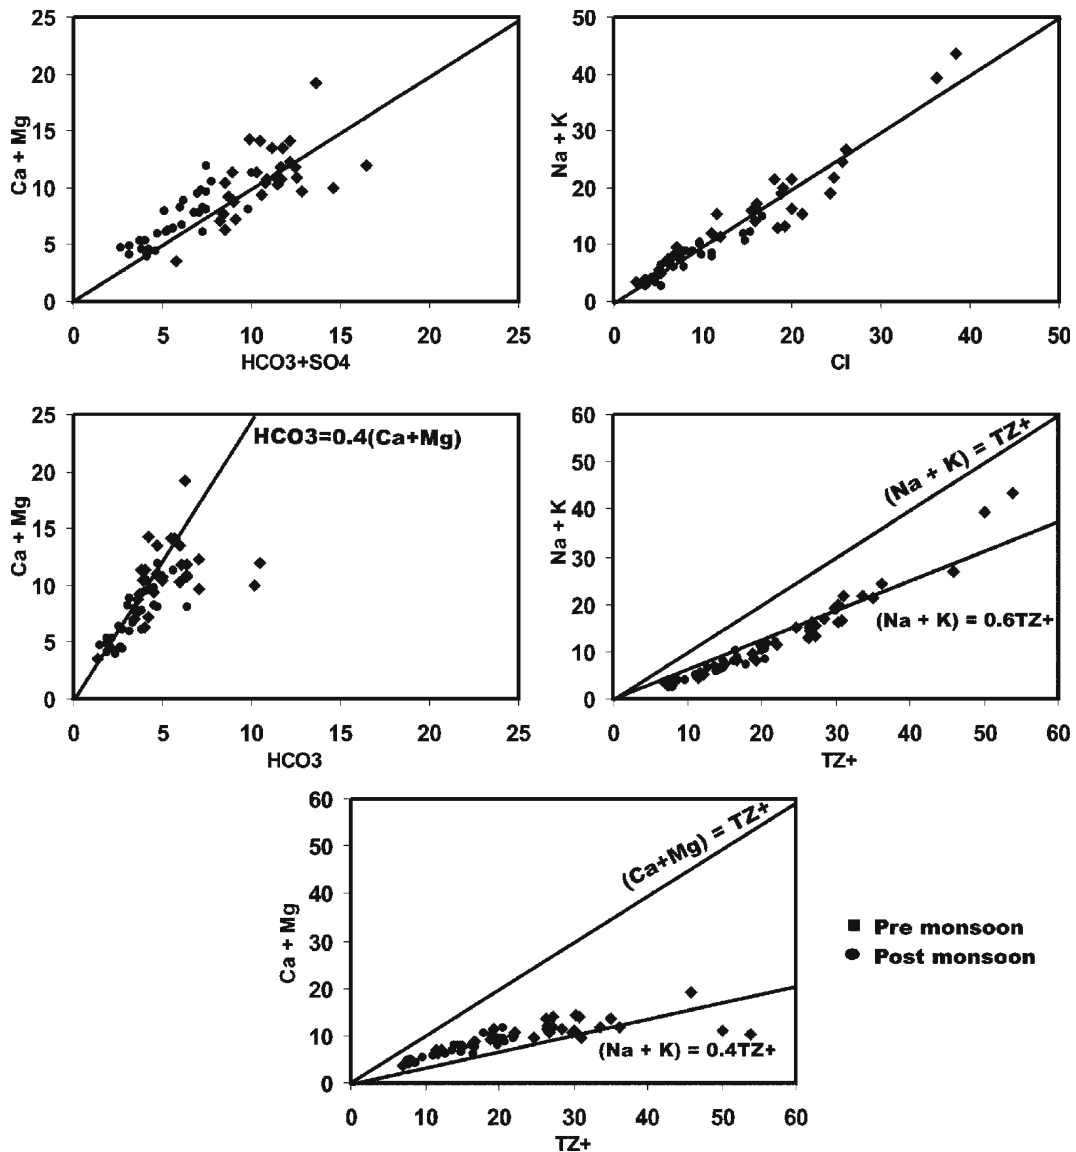 25
20
15
10
5
0
Ca + Mg
0 5 10 15 20 25
HCO3+SO4
50
40
30
20
10
0
Na + K
0 10 20 30 40 50
Cl
25
20
15
10
5
0
Ca + Mg
HCO3=0.4(Ca+Mg)
0 5 10 15 20 25
HCO3
60
50
40
30
20
10
0
Na + K
(Na + K) = TZ+
(Na + K) = 0.6TZ+
0 10 20 30 40 50 60
TZ+
60
50
40
30
20
10
0
Ca + Mg
(Ca+Mg) = TZ+
(Na + K) = 0.4TZ+
0 10 20 30 40 50 60
TZ+
Pre monsoon
Post monsoon